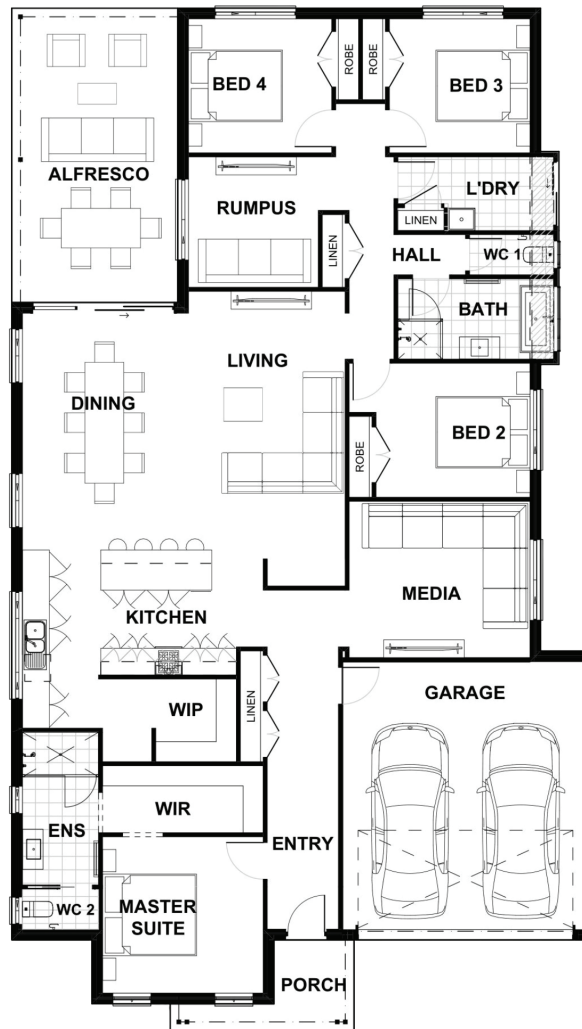 BED 4
ROBE
ROBE
BED 3
ALFRESCO
RUMPUS
L'DRY
LINEN
LINEN
HALL
WC 1
BATH
LIVING
DINING
BED 2
ROBE
MEDIA
KITCHEN
GARAGE
WIP
LINEN
WIR
ENS
ENTRY
WC 2
MASTER
SUITE
PORCH